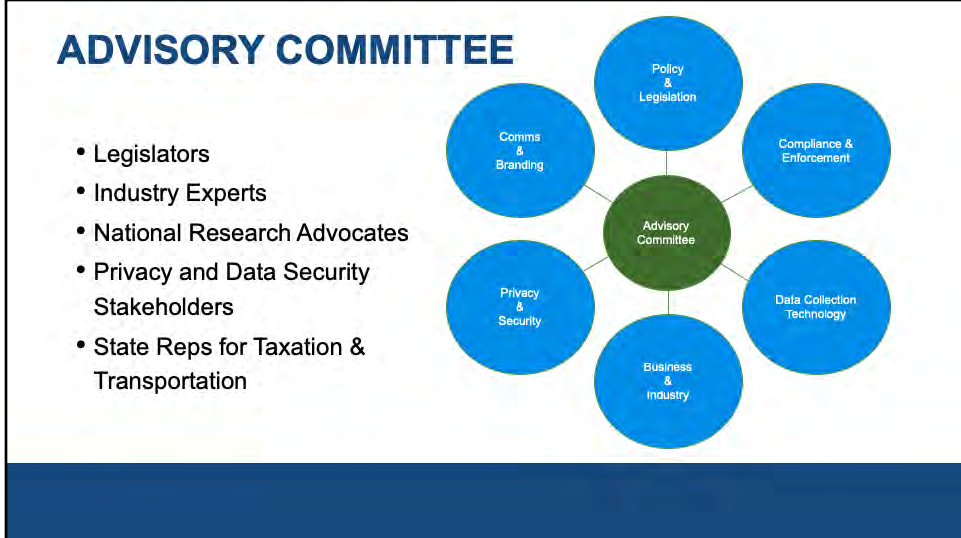 ADVISORY COMMITTEE
• Legislators
• Industry Experts
• National Research Advocates
• Privacy and Data Security
Stakeholders
• State Reps for Taxation &
Transportation
Policy
&
Legislation
Comms
&
Branding
Compliance &
Enforcement
Advisory
Committee
Privacy
&
Security
Data Collection
Technology
Business
&
Industry